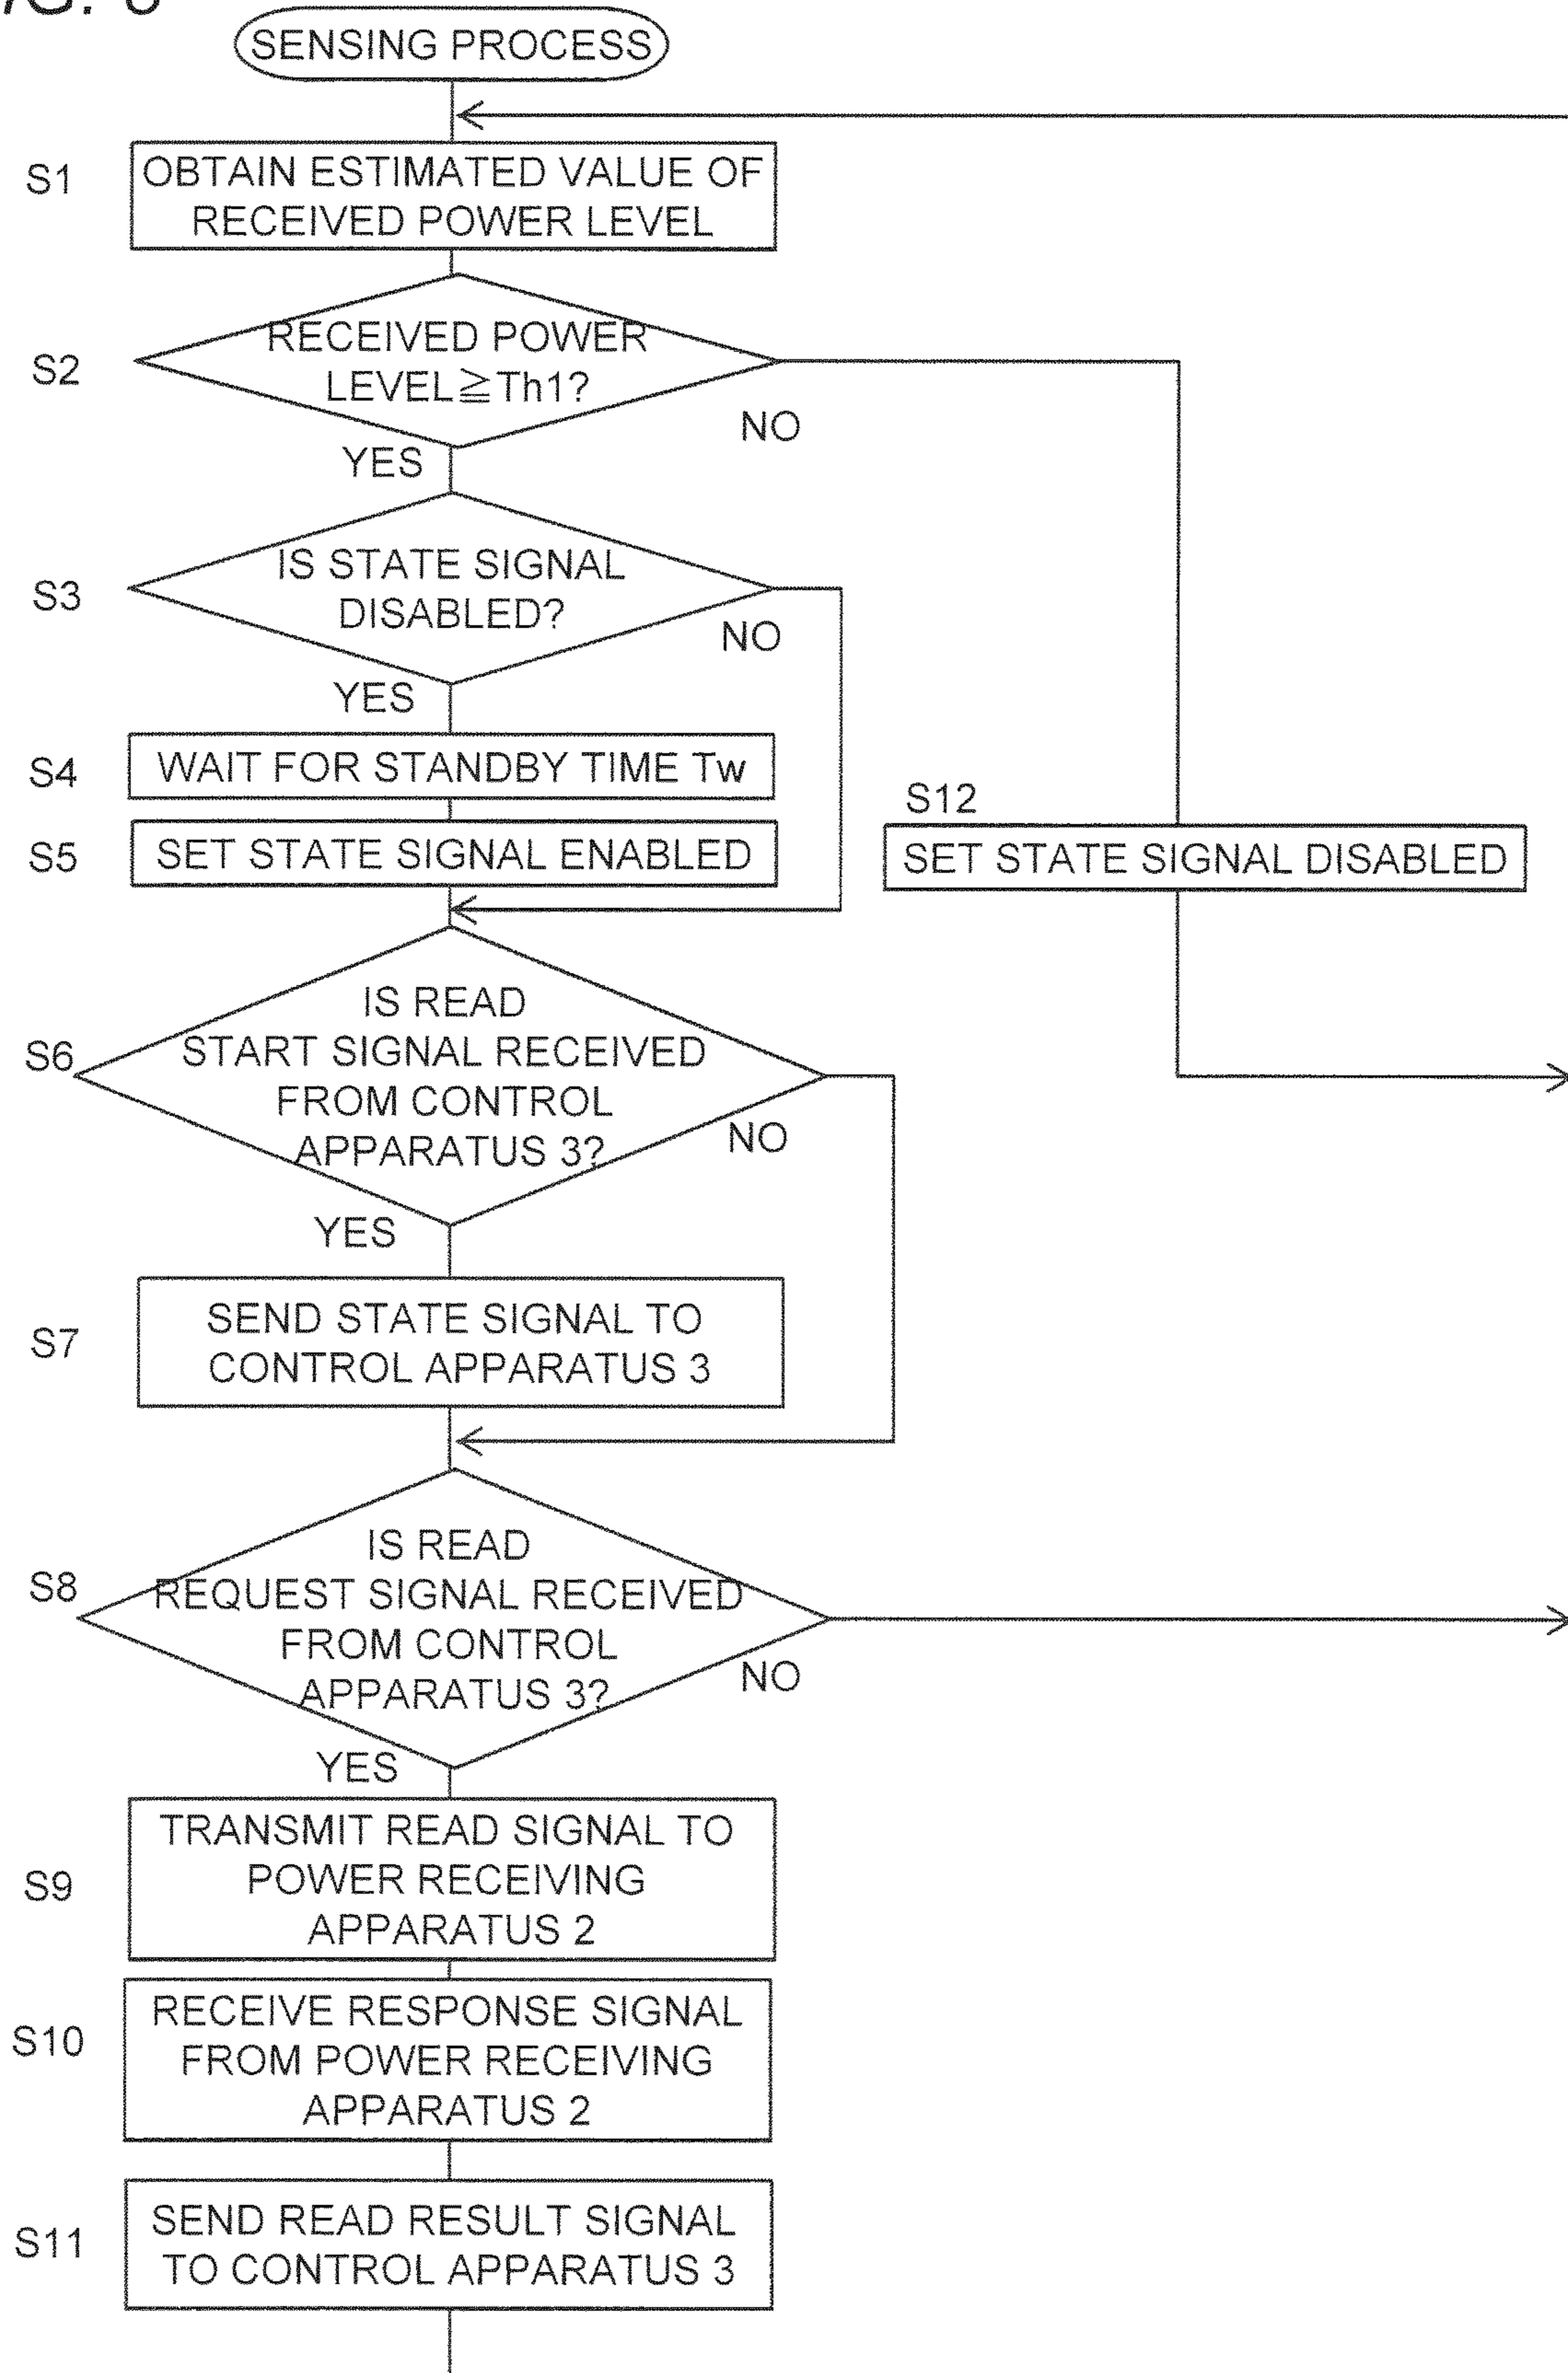 SENSING PROCESS
S1
OBTAIN ESTIMATED VALUE OF
RECEIVED POWER LEVEL
S2
RECEIVED POWER
LEVEL≧Th1?
NO
YES
S3
IS STATE SIGNAL
DISABLED?
NO
YES
S4
WAIT FOR STANDBY TIME Tw
S5
SET STATE SIGNAL ENABLED
S12
SET STATE SIGNAL DISABLED
S6
IS READ
START SIGNAL RECEIVED
FROM CONTROL
APPARATUS 3?
NO
YES
S7
SEND STATE SIGNAL TO
CONTROL APPARATUS 3
S8
IS READ
REQUEST SIGNAL RECEIVED
FROM CONTROL
APPARATUS 3?
NO
YES
S9
TRANSMIT READ SIGNAL TO
POWER RECEIVING
APPARATUS 2
S10
RECEIVE RESPONSE SIGNAL
FROM POWER RECEIVING
APPARATUS 2
S11
SEND READ RESULT SIGNAL
TO CONTROL APPARATUS 3